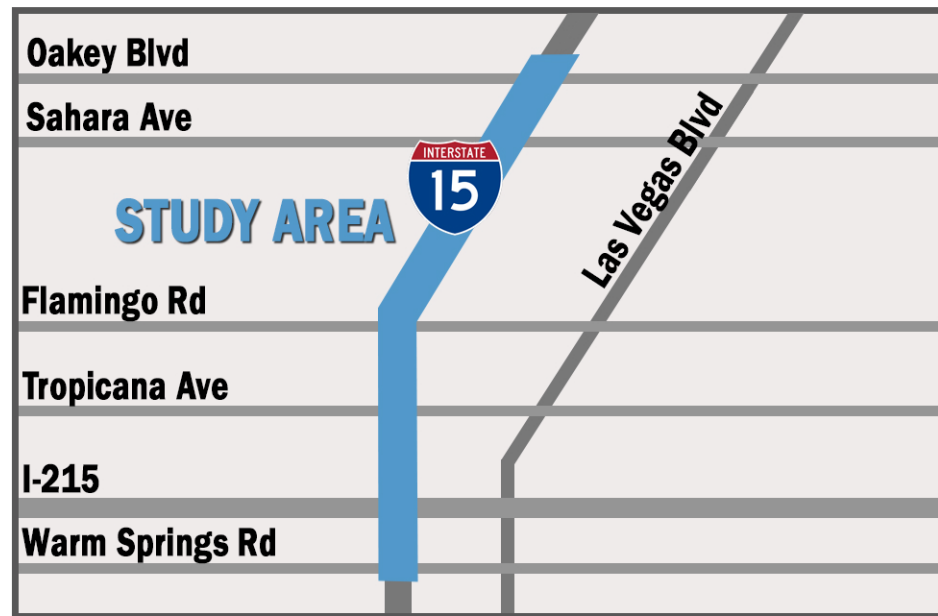 Oakey Blvd
Sahara Ave
INTERSTATE
15
STUDY AREA
Las Vegas Blvd
Flamingo Rd
Tropicana Ave
I-215
Warm Springs Rd